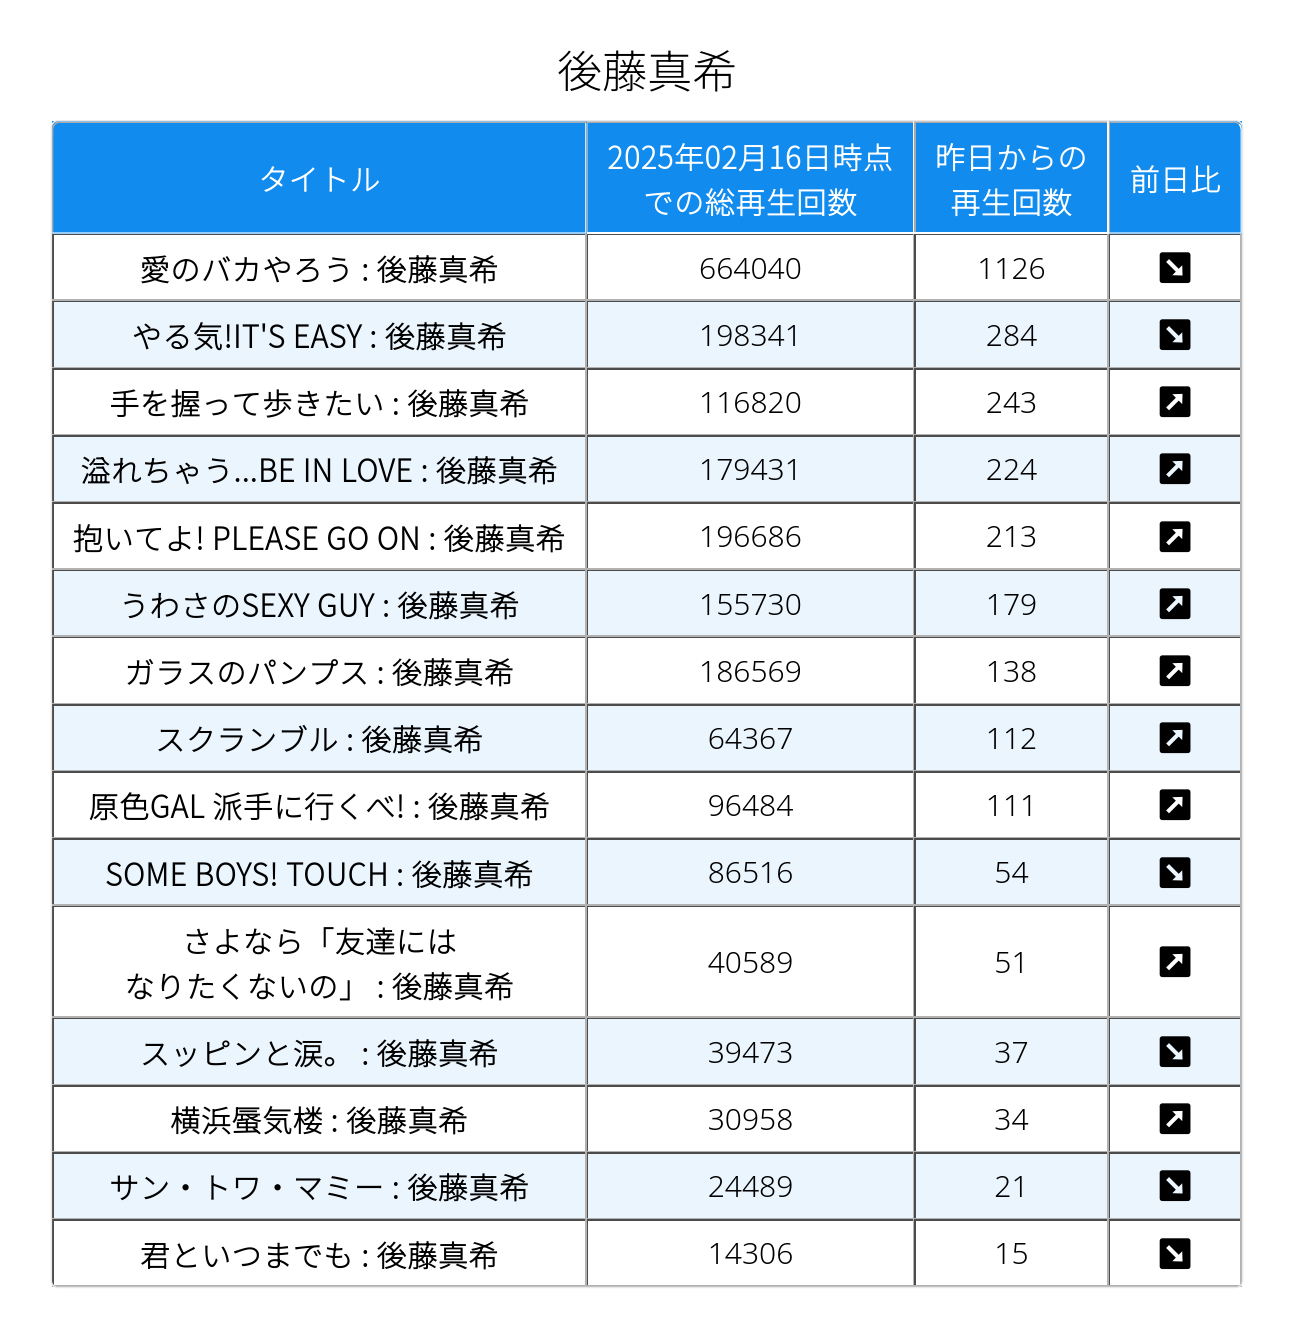 後藤真希
タイトル
2025年02月16日時点
での総再生回数
昨日からの
再生回数
前日比
愛のバカやろう : 後藤真希 664040 1126 ↘
やる気!IT'S EASY : 後藤真希 198341 284 ↘
手を握って歩きたい : 後藤真希 116820 243 ↗
溢れちゃう...BE IN LOVE : 後藤真希 179431 224 ↗
抱いてよ! PLEASE GO ON : 後藤真希 196686 213 ↗
うわさのSEXY GUY : 後藤真希 155730 179 ↗
ガラスのパンプス : 後藤真希 186569 138 ↗
スクランブル : 後藤真希 64367 112 ↗
原色GAL 派手に行くべ! : 後藤真希 96484 111 ↗
SOME BOYS! TOUCH : 後藤真希 86516 54 ↘
さよなら「友達には
なりたくないの」 : 後藤真希 40589 51 ↗
スッピンと涙。 : 後藤真希 39473 37 ↘
横浜蜃気楼 : 後藤真希 30958 34 ↗
サン・トワ・マミー : 後藤真希 24489 21 ↘
君といつまでも : 後藤真希 14306 15 ↘